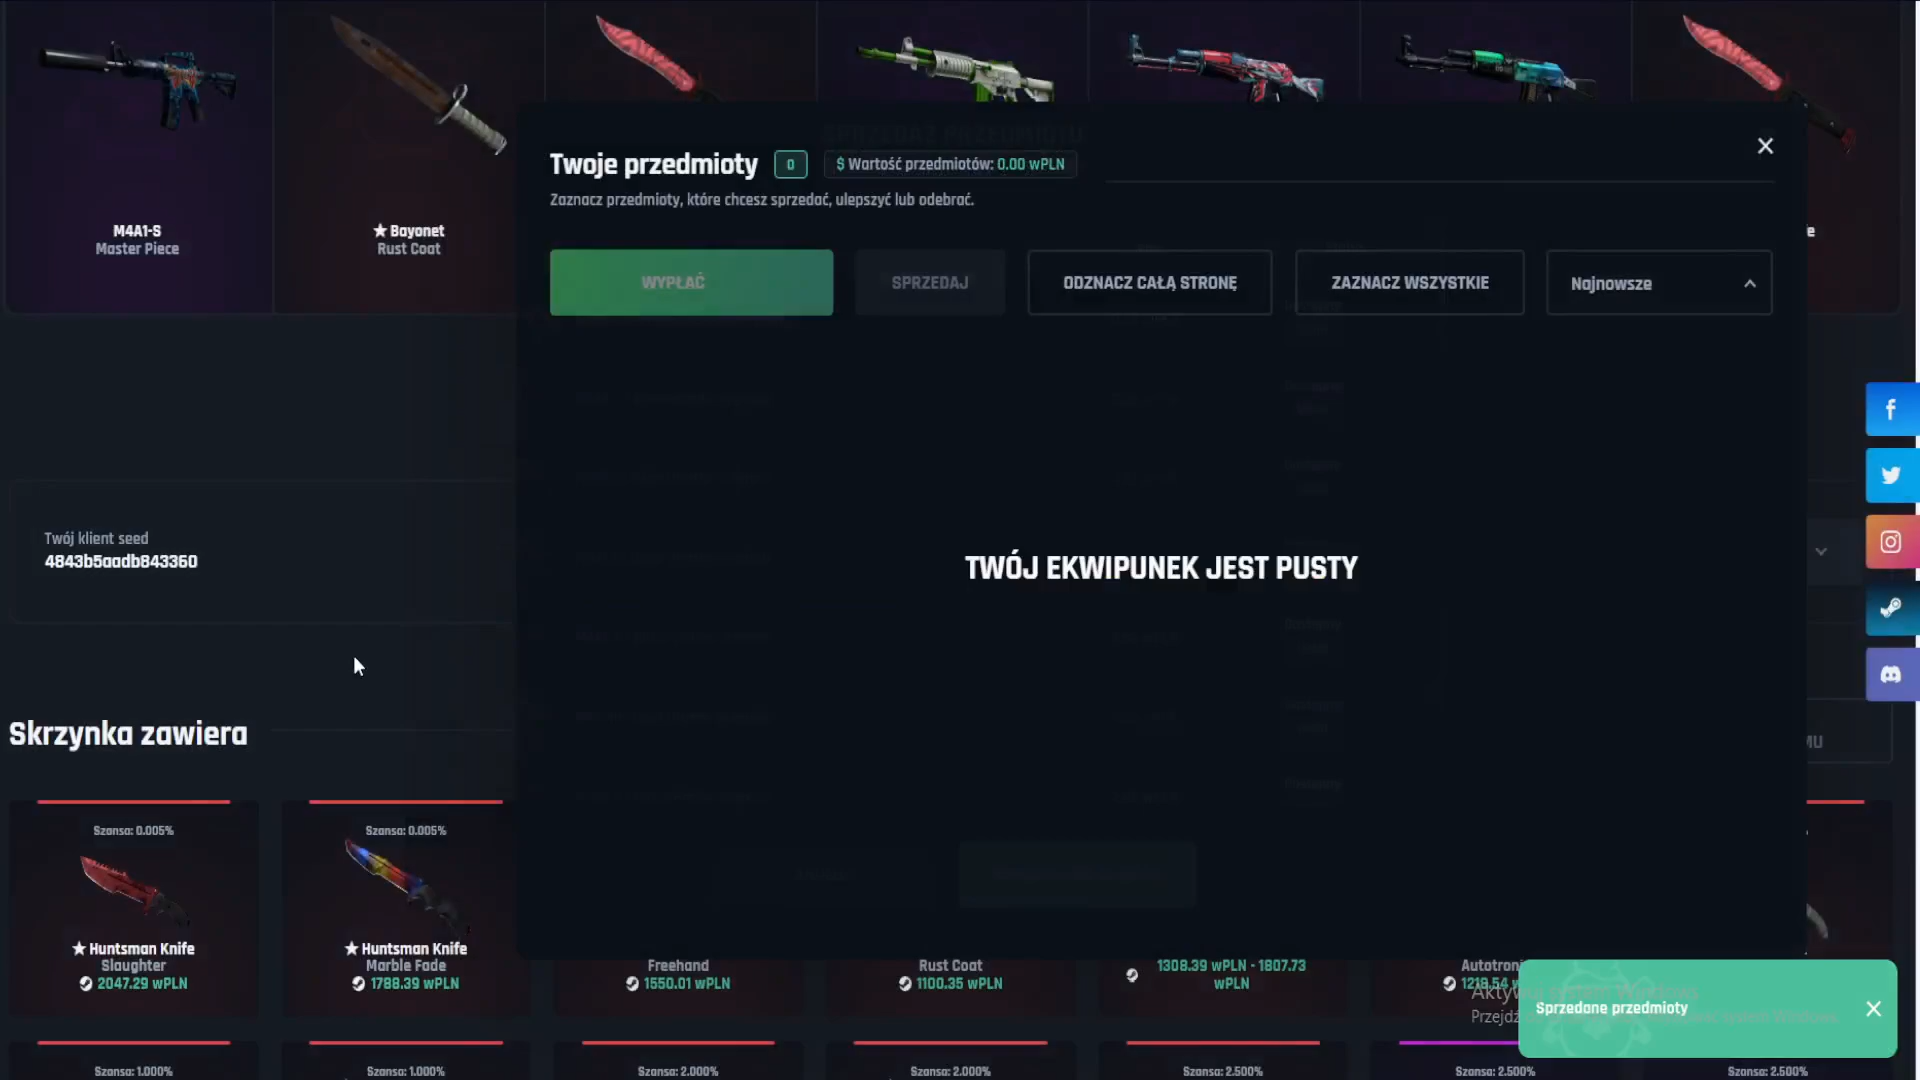 M4A1-S
Master Piece
★ Bayonet
Rust Coat
SPRZEDAŻ PRZEDMIOTU
Twoje przedmioty 0 $ Wartość przedmiotów: 0.00 wPLN
Zaznacz przedmioty, które chcesz sprzedać, ulepszyć lub odebrać.
WYPŁAĆ
SPRZEDAJ
ODZNACZ CAŁĄ STRONĘ
ZAZNACZ WSZYSTKIE
Najnowsze
TWÓJ EKWIPUNEK JEST PUSTY
Twój klient seed
4843b5aadb843360
Skrzynka zawiera
Szansa: 0.005%
★ Huntsman Knife
Slaughter
2047.29 wPLN
Szansa: 0.005%
★ Huntsman Knife
Marble Fade
1788.39 wPLN
Freehand
1550.01 wPLN
Rust Coat
1100.35 wPLN
1308.39 wPLN - 1807.73
wPLN
Sprzedane przedmioty
Szansa: 1.000%
Szansa: 1.000%
Szansa: 2.000%
Szansa: 2.000%
Szansa: 2.500%
Szansa: 2.500%
Szansa: 2.500%